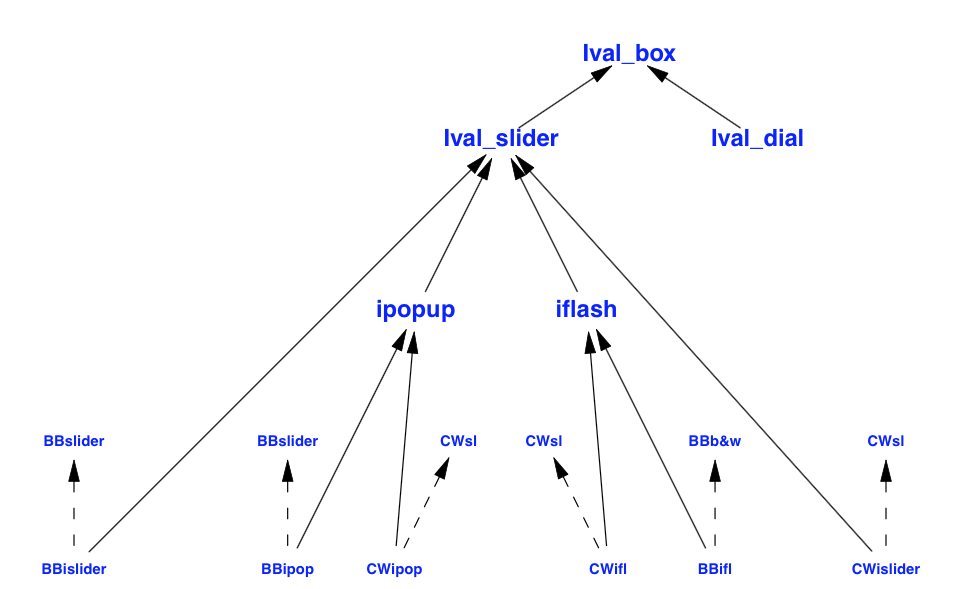 lval_box
lval_slider
lval_dial
ipopup
iflash
BBslider
BBslider
CWsl
CWsl
BBb&w
CWsl
BBislider
BBipop
CWipop
CWifl
BBifl
CWislider